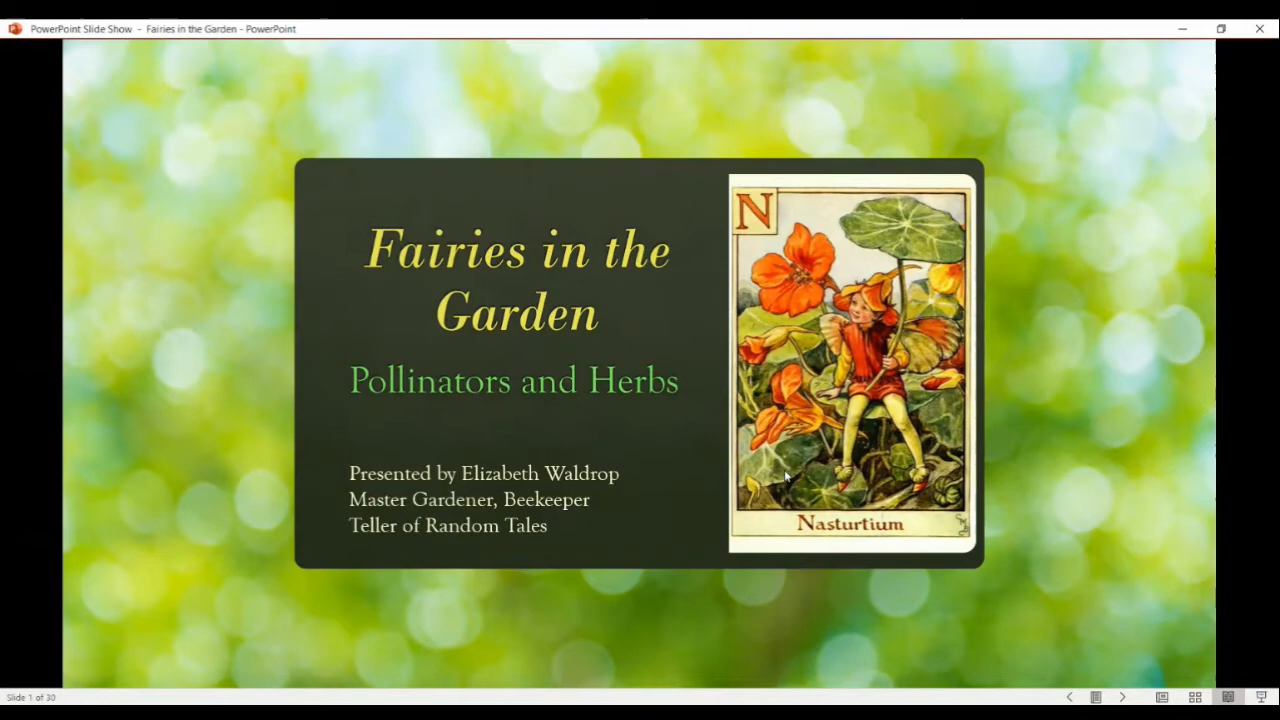 PowerPoint Slide Show - Fairies in the Garden - PowerPoint
Fairies in the
Garden
Pollinators and Herbs
Presented by Elizabeth Waldrop
Master Gardener, Beekeeper
Teller of Random Tales
N
Nasturtium
Slide 1 of 30